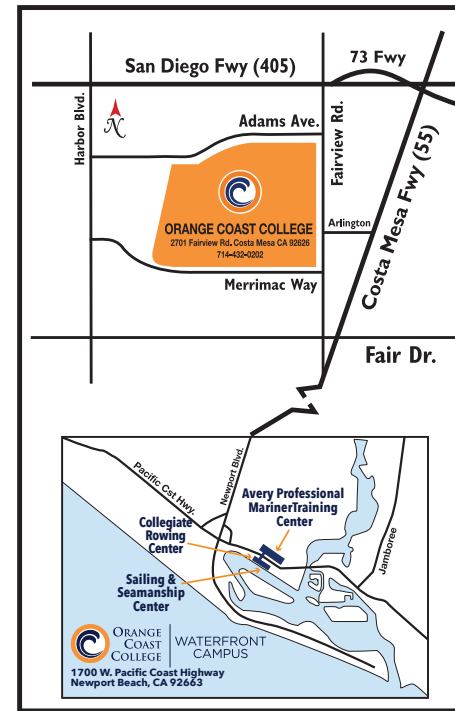 San Diego Fwy (405)
73 Fwy
Harbor Blvd.
N
Adams Ave.
Fairview Rd.
Costa Mesa Fwy (55)
Arlington
ORANGE COAST COLLEGE
2701 Fairview Rd. Costa Mesa CA 92626
714-432-0202
Merrimac Way
Fair Dr.
Pacific Cst Hwy.
Newport Blvd.
Jamboree
Avery Professional
MarinerTraining
Center
Collegiate
Rowing
Center
Sailing &
Seamanship
Center
ORANGE
COAST
COLLEGE
WATERFRONT
CAMPUS
1700 W. Pacific Coast Highway
Newport Beach, CA 92663